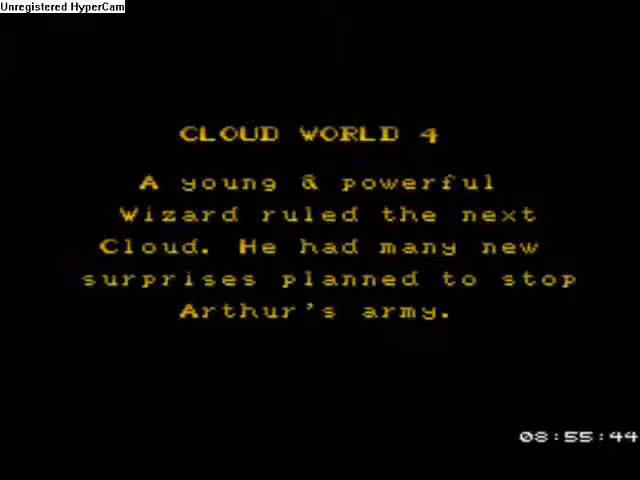 Unregistered HyperCam
CLOUD WORLD 4
A young & powerful
Wizard ruled the next
Cloud. He had many new
surprises planned to stop
Arthur's army.
08:55:44